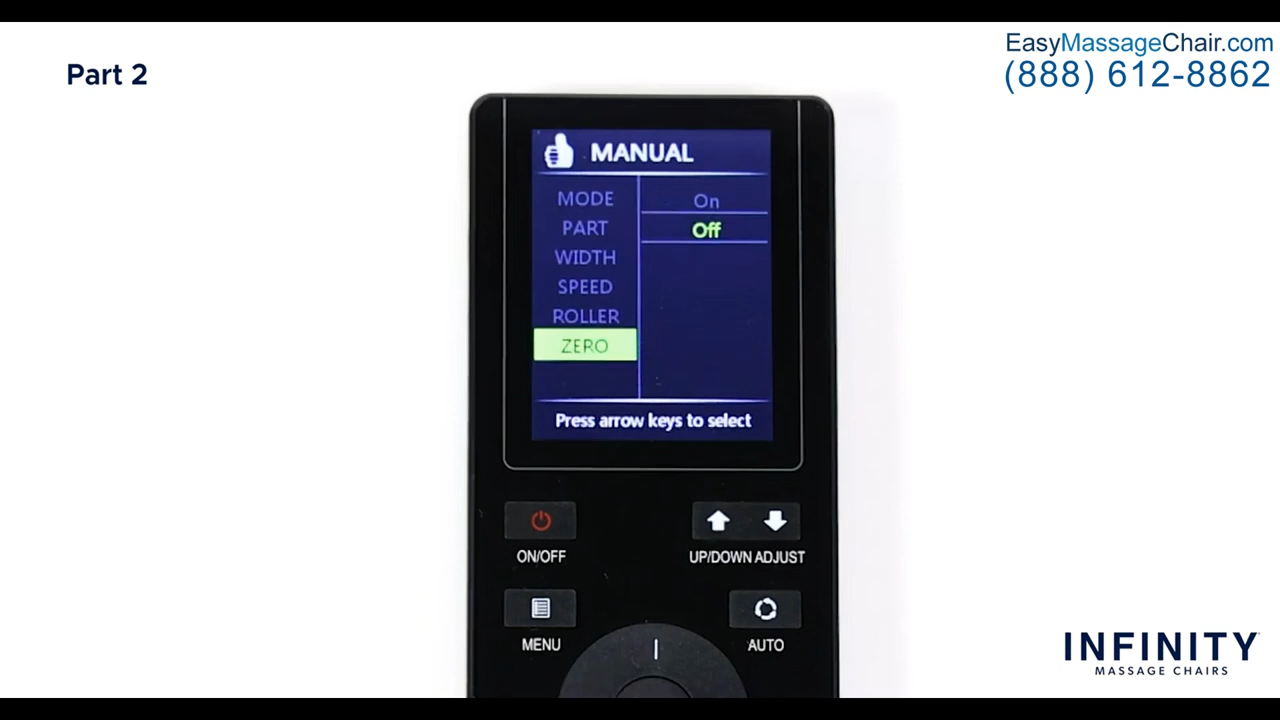 Part 2
EasyMassageChair.com
(888) 612-8862
MANUAL
MODE
PART
WIDTH
SPEED
ROLLER
ZERO
On
Off
Press arrow keys to select
ON/OFF
UP/DOWN ADJUST
MENU
AUTO
INFINITY
MASSAGE CHAIRS